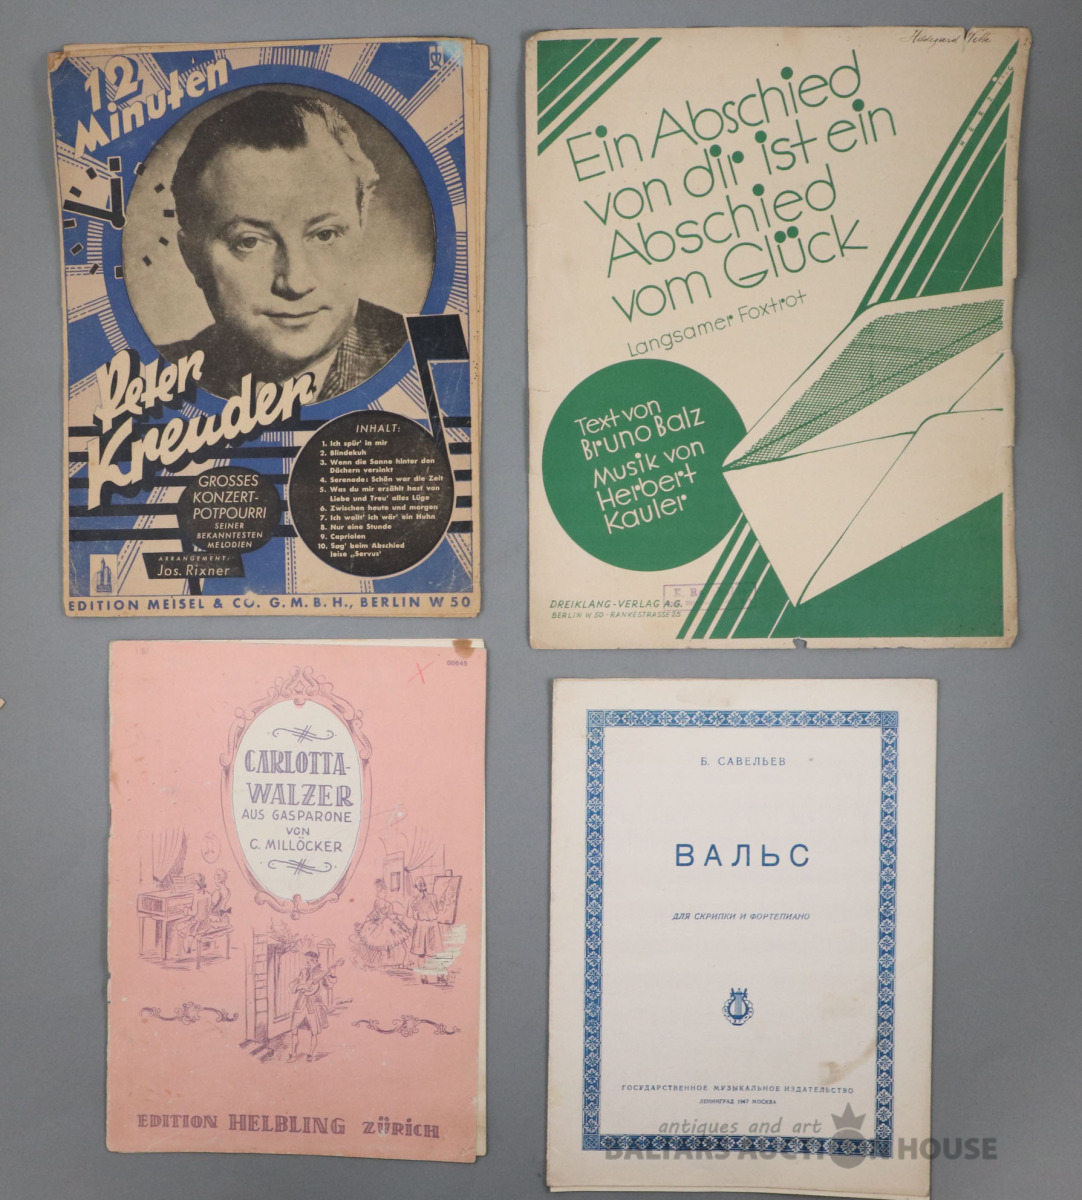 12
Minuten
Peter
Kreuder
GROSSES
KONZERT-
POTPOURRI
SEINER
BEKANNTESTEN
MELODIEN
ARRANGEMENT:
Jos. Rixner
INHALT:
1. Ich spür' in mir
2. Blindekuh
3. Wenn die Sonne hinter den
Dächern versinkt
4. Serenade: Schön war die Zeit
5. Was du mir erzählt hast von
Liebe und Treu' alles Lüge
6. Zwischen heute und morgen
7. Ich wollt' ich wär' ein Huhn
8. Nur eine Stunde
9. Capriolen
10. Sag' beim Abschied
leise „Servus'
EDITION MEISEL & CO. G. M. B. H., BERLIN W 50
Hildegard
Ein Abschied
von dir ist ein
Abschied
vom Glück
Langsamer Foxtrot
Text von
Bruno Balz
Musik von
Herbert
Kauler
DREIKLANG-VERLAG A.G.
BERLIN W 50 - RANKESTRASSE 25
00645
CARLOTTA-
WALZER
AUS GASPARONE
VON
C. MILLÖCKER
EDITION HELBLING ZÜRICH
Б. САВЕЛЬЕВ
ВАЛЬС
ДЛЯ СКРИПКИ И ФОРТЕПИАНО
ГОСУДАРСТВЕННОЕ МУЗЫКАЛЬНОЕ ИЗДАТЕЛЬСТВО
ЛЕНИНГРАД 1947 МОСКВА
antiques and art
BALTARS AUCTION HOUSE